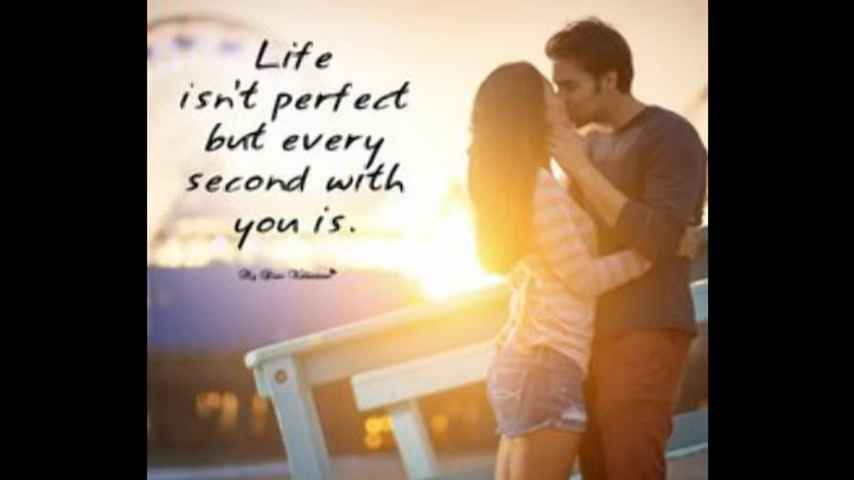 Life
isn't perfect
but every
second with
you is.